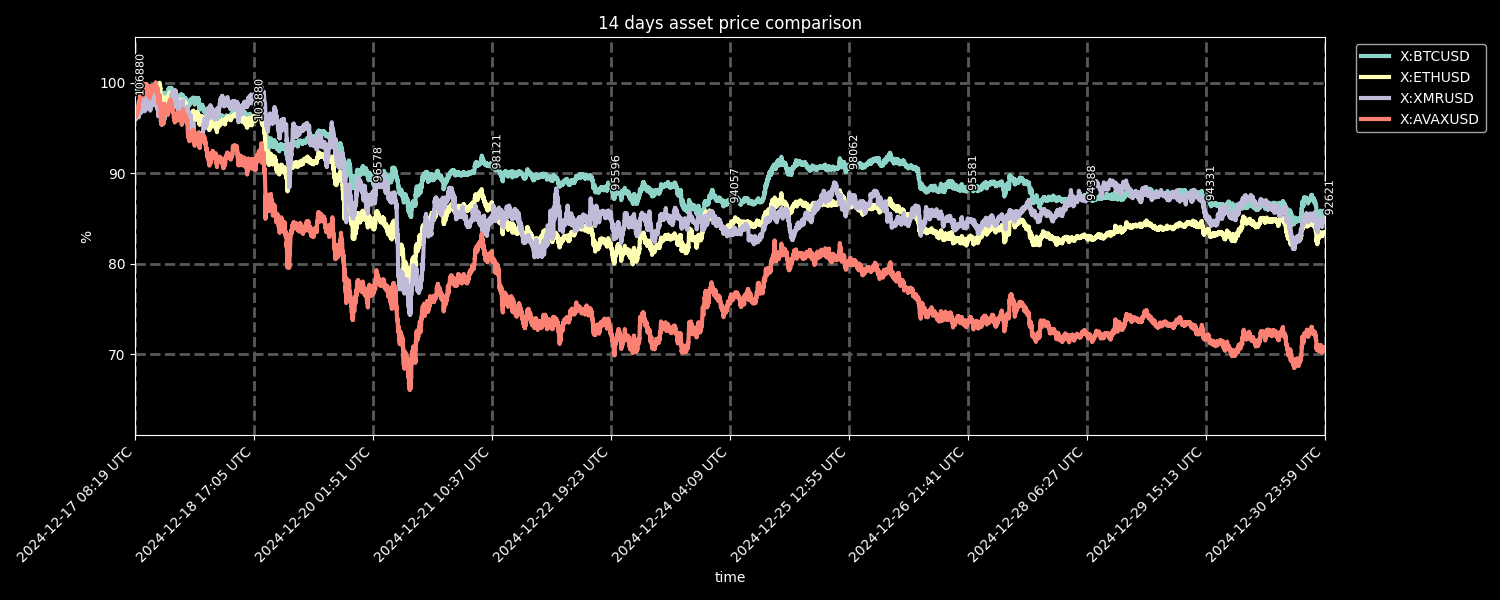 14 days asset price comparison
X:BTCUSD
X:ETHUSD
X:XMRUSD
X:AVAXUSD
106880
103880
96578
98121
95596
94057
98062
95581
94388
94331
92621
100
90
80
70
%
2024-12-17 08:19 UTC
2024-12-18 17:05 UTC
2024-12-20 01:51 UTC
2024-12-21 10:37 UTC
2024-12-22 19:23 UTC
2024-12-24 04:09 UTC
2024-12-25 12:55 UTC
2024-12-26 21:41 UTC
2024-12-28 06:27 UTC
2024-12-29 15:13 UTC
2024-12-30 23:59 UTC
time